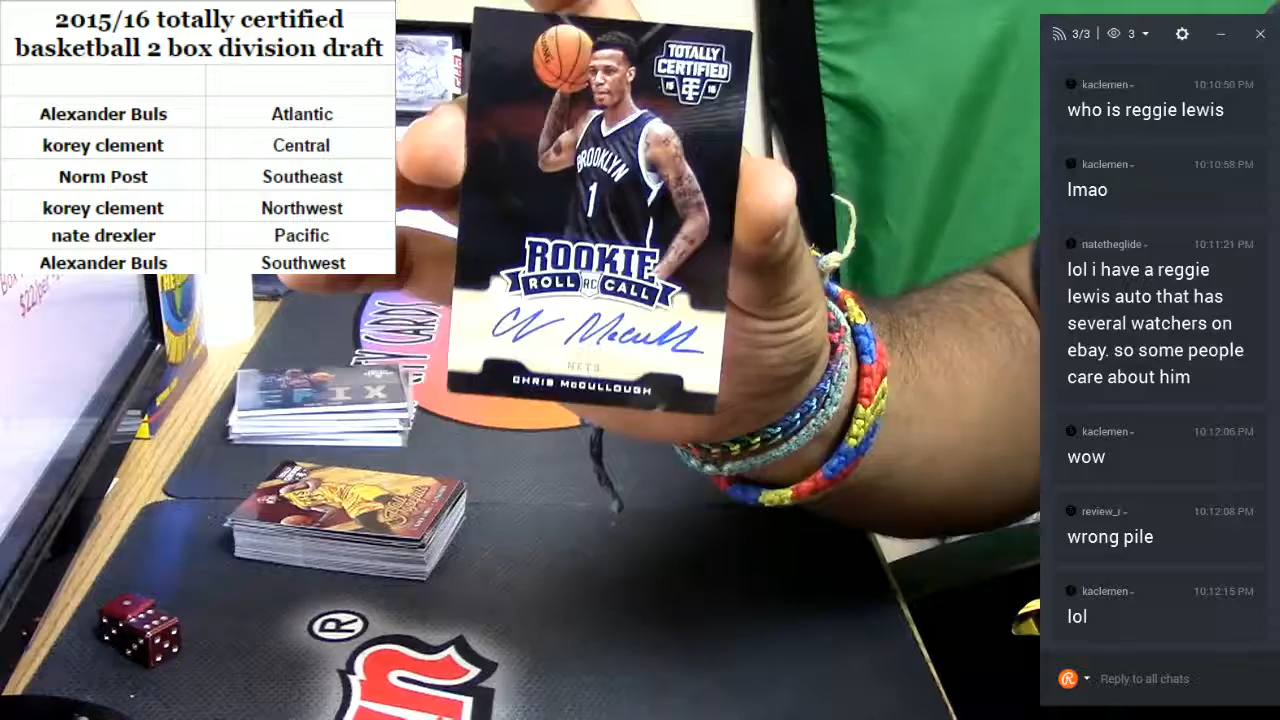 2015/16 totally certified
basketball 2 box division draft
Alexander Buls Atlantic
korey clement Central
Norm Post Southeast
korey clement Northwest
nate drexler Pacific
Alexander Buls Southwest
TOTALLY
CERTIFIED
15 TC 16
BROOKLYN
1
ROOKIE
ROLL RC CALL
NETS
CHRIS McCULLOUGH
$22/per
®
3/3 | 3
kaclemen 10:10:50 PM
who is reggie lewis
kaclemen 10:10:58 PM
lmao
natetheglide 10:11:21 PM
lol i have a reggie
lewis auto that has
several watchers on
ebay. so some people
care about him
kaclemen 10:12:06 PM
wow
review_r 10:12:08 PM
wrong pile
kaclemen 10:12:15 PM
lol
Reply to all chats